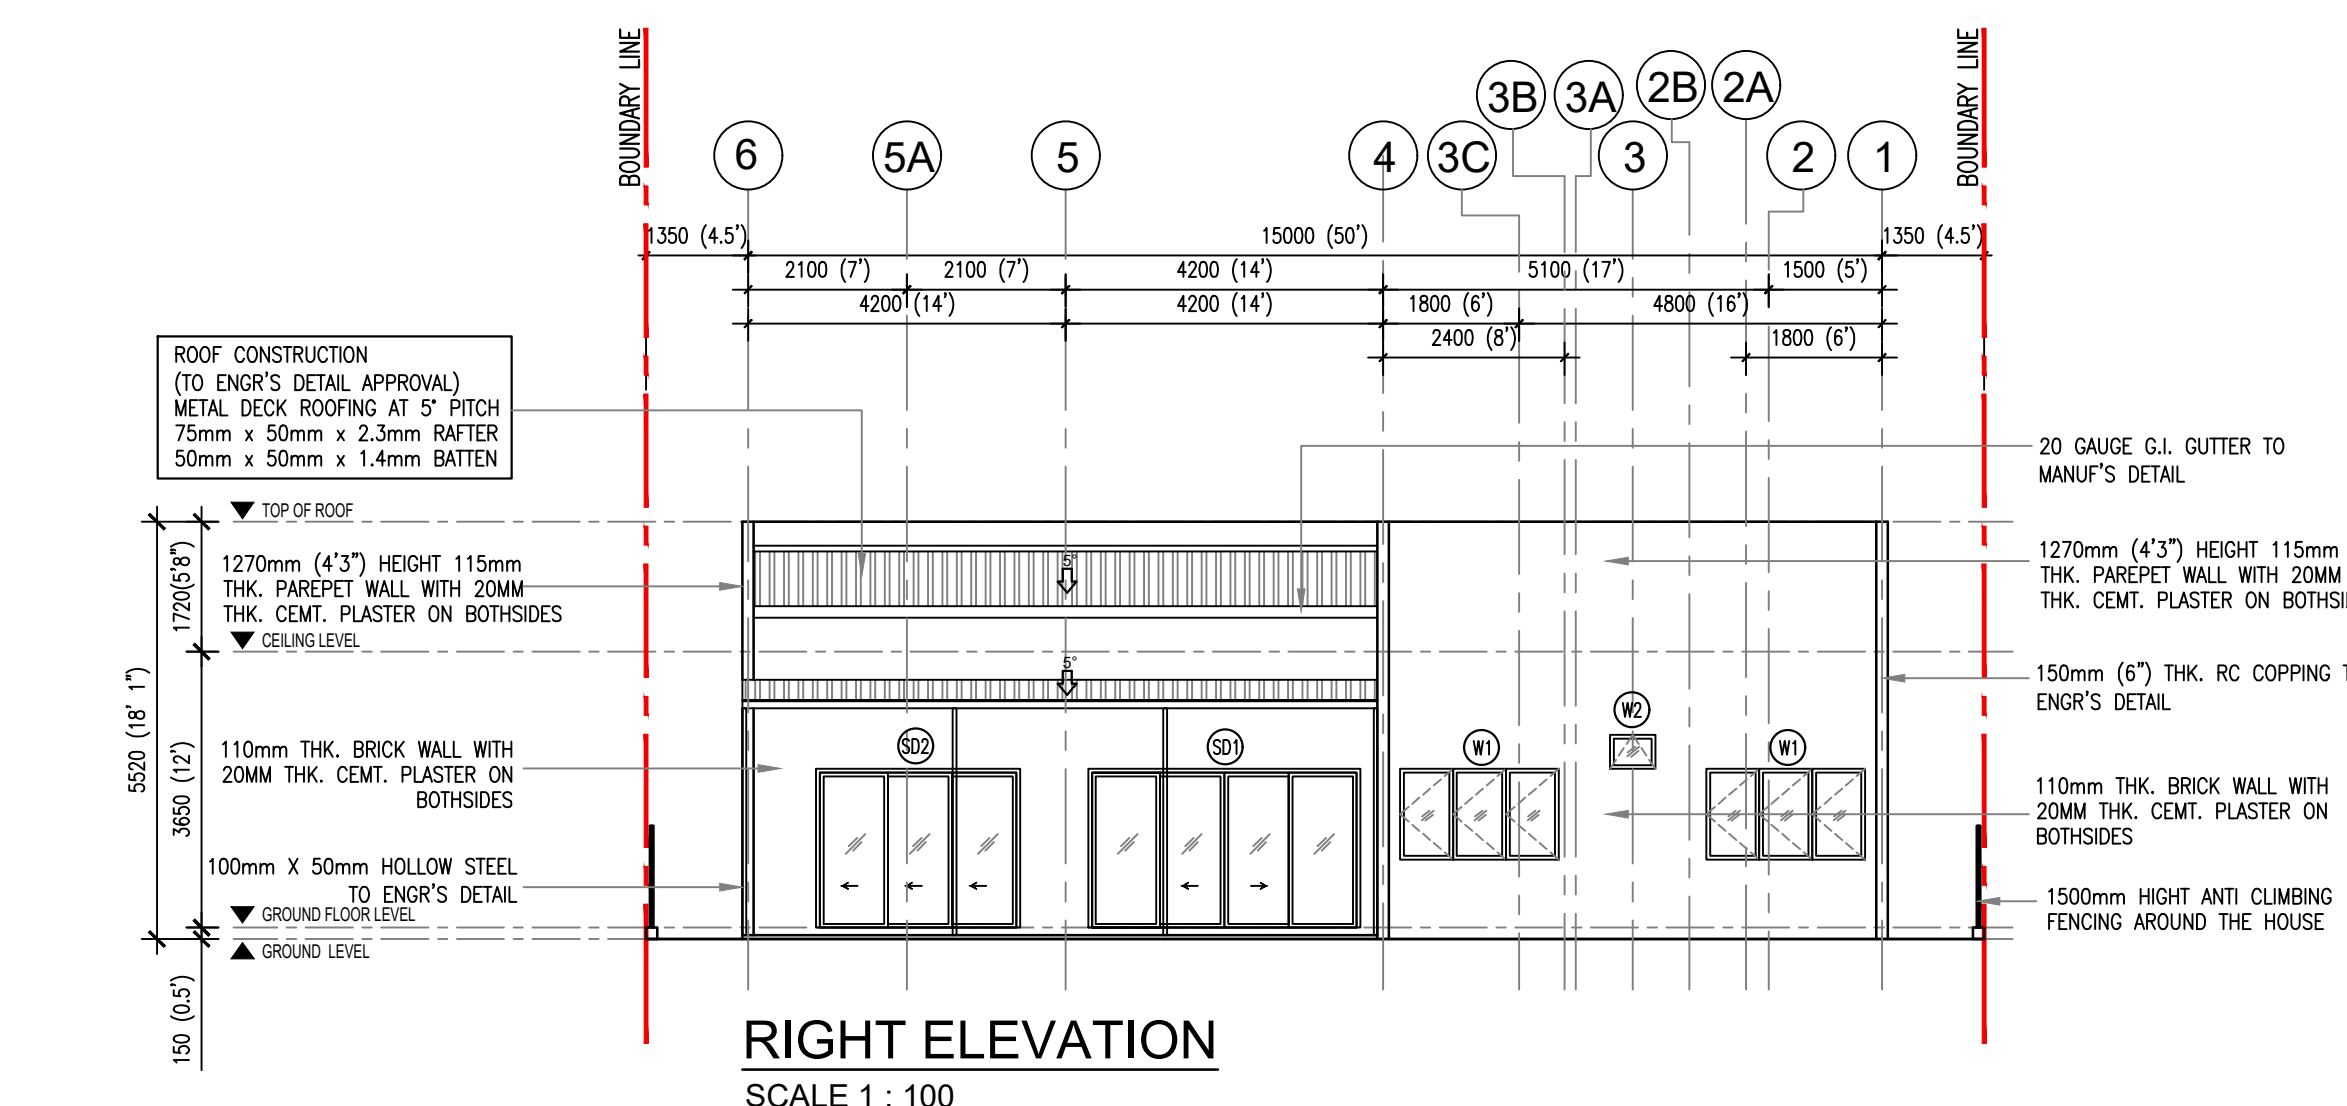 BOUNDARY LINE
BOUNDARY LINE
6
5A
5
4
3C
3B
3A
3
2B
2A
2
1
1350 (4.5')
15000 (50')
1350 (4.5')
2100 (7')
2100 (7')
4200 (14')
5100 (17')
1500 (5')
4200 (14')
4200 (14')
1800 (6')
4800 (16')
2400 (8')
1800 (6')
ROOF CONSTRUCTION
(TO ENGR'S DETAIL APPROVAL)
METAL DECK ROOFING AT 5° PITCH
75mm x 50mm x 2.3mm RAFTER
50mm x 50mm x 1.4mm BATTEN
TOP OF ROOF
1270mm (4'3") HEIGHT 115mm
THK. PAREPET WALL WITH 20MM
THK. CEMT. PLASTER ON BOTHSIDES
CEILING LEVEL
110mm THK. BRICK WALL WITH
20MM THK. CEMT. PLASTER ON
BOTHSIDES
100mm X 50mm HOLLOW STEEL
TO ENGR'S DETAIL
GROUND FLOOR LEVEL
GROUND LEVEL
5520 (18' 1")
1720(5'8")
3650 (12')
150 (0.5')
5°
5°
SD2
SD1
W1
W2
W1
20 GAUGE G.I. GUTTER TO
MANUF'S DETAIL
1270mm (4'3") HEIGHT 115mm
THK. PAREPET WALL WITH 20MM
THK. CEMT. PLASTER ON
150mm (6") THK. RC COPPING
ENGR'S DETAIL
110mm THK. BRICK WALL WITH
20MM THK. CEMT. PLASTER ON
BOTHSIDES
1500mm HIGHT ANTI CLIMBING
FENCING AROUND THE HOUSE
RIGHT ELEVATION
SCALE 1 : 100